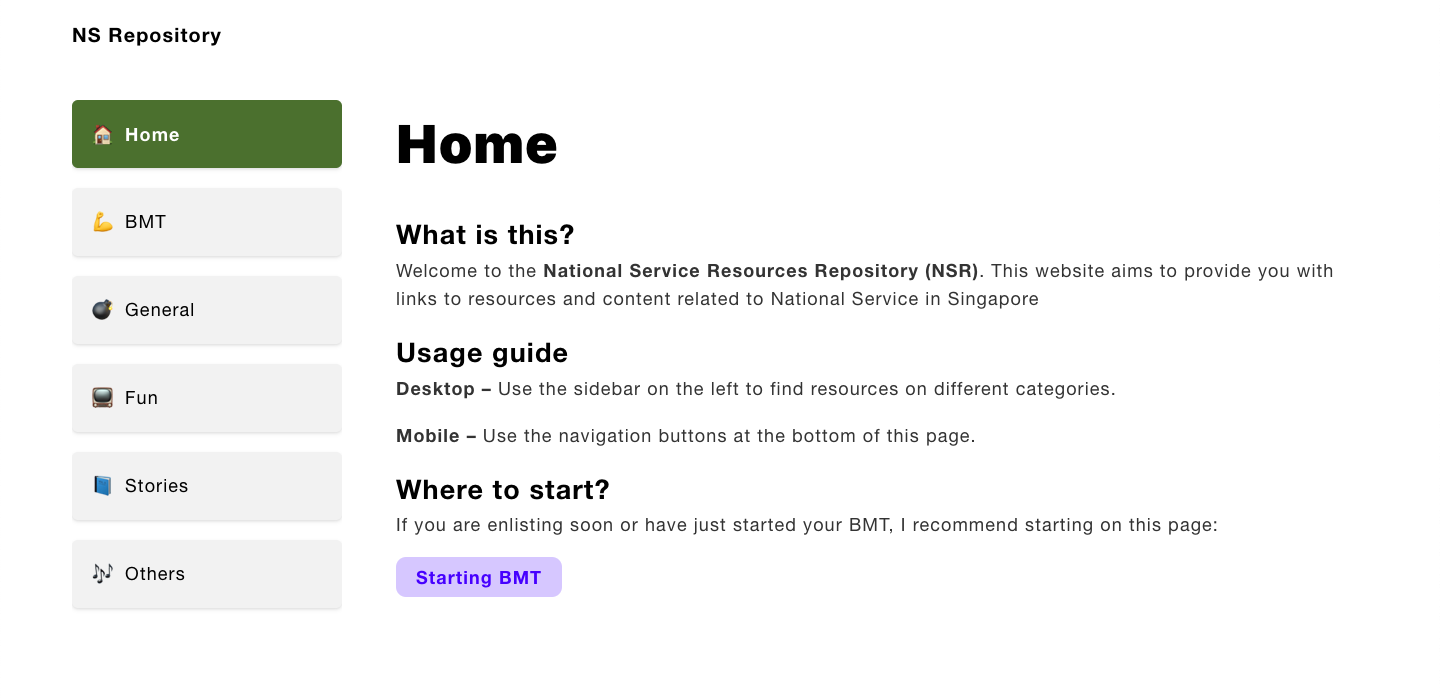 NS Repository
Home
BMT
General
Fun
Stories
Others
Home
What is this?
Welcome to the National Service Resources Repository (NSR). This website aims to provide you with
links to resources and content related to National Service in Singapore
Usage guide
Desktop – Use the sidebar on the left to find resources on different categories.
Mobile – Use the navigation buttons at the bottom of this page.
Where to start?
If you are enlisting soon or have just started your BMT, I recommend starting on this page:
Starting BMT